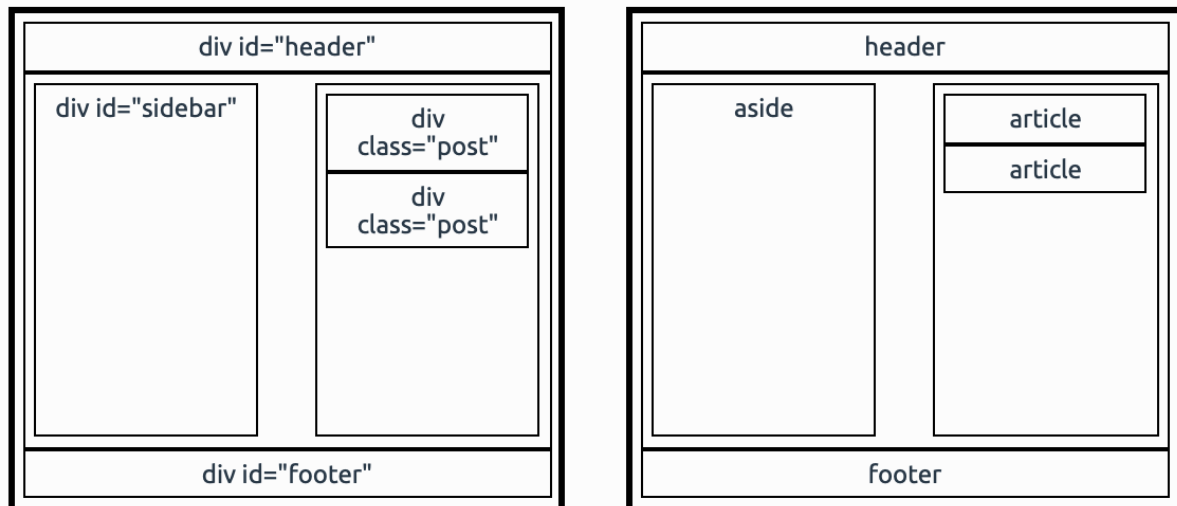 div id="header"
div id="sidebar"
div
class="post"
div
class="post"
div id="footer"
header
aside
article
article
footer